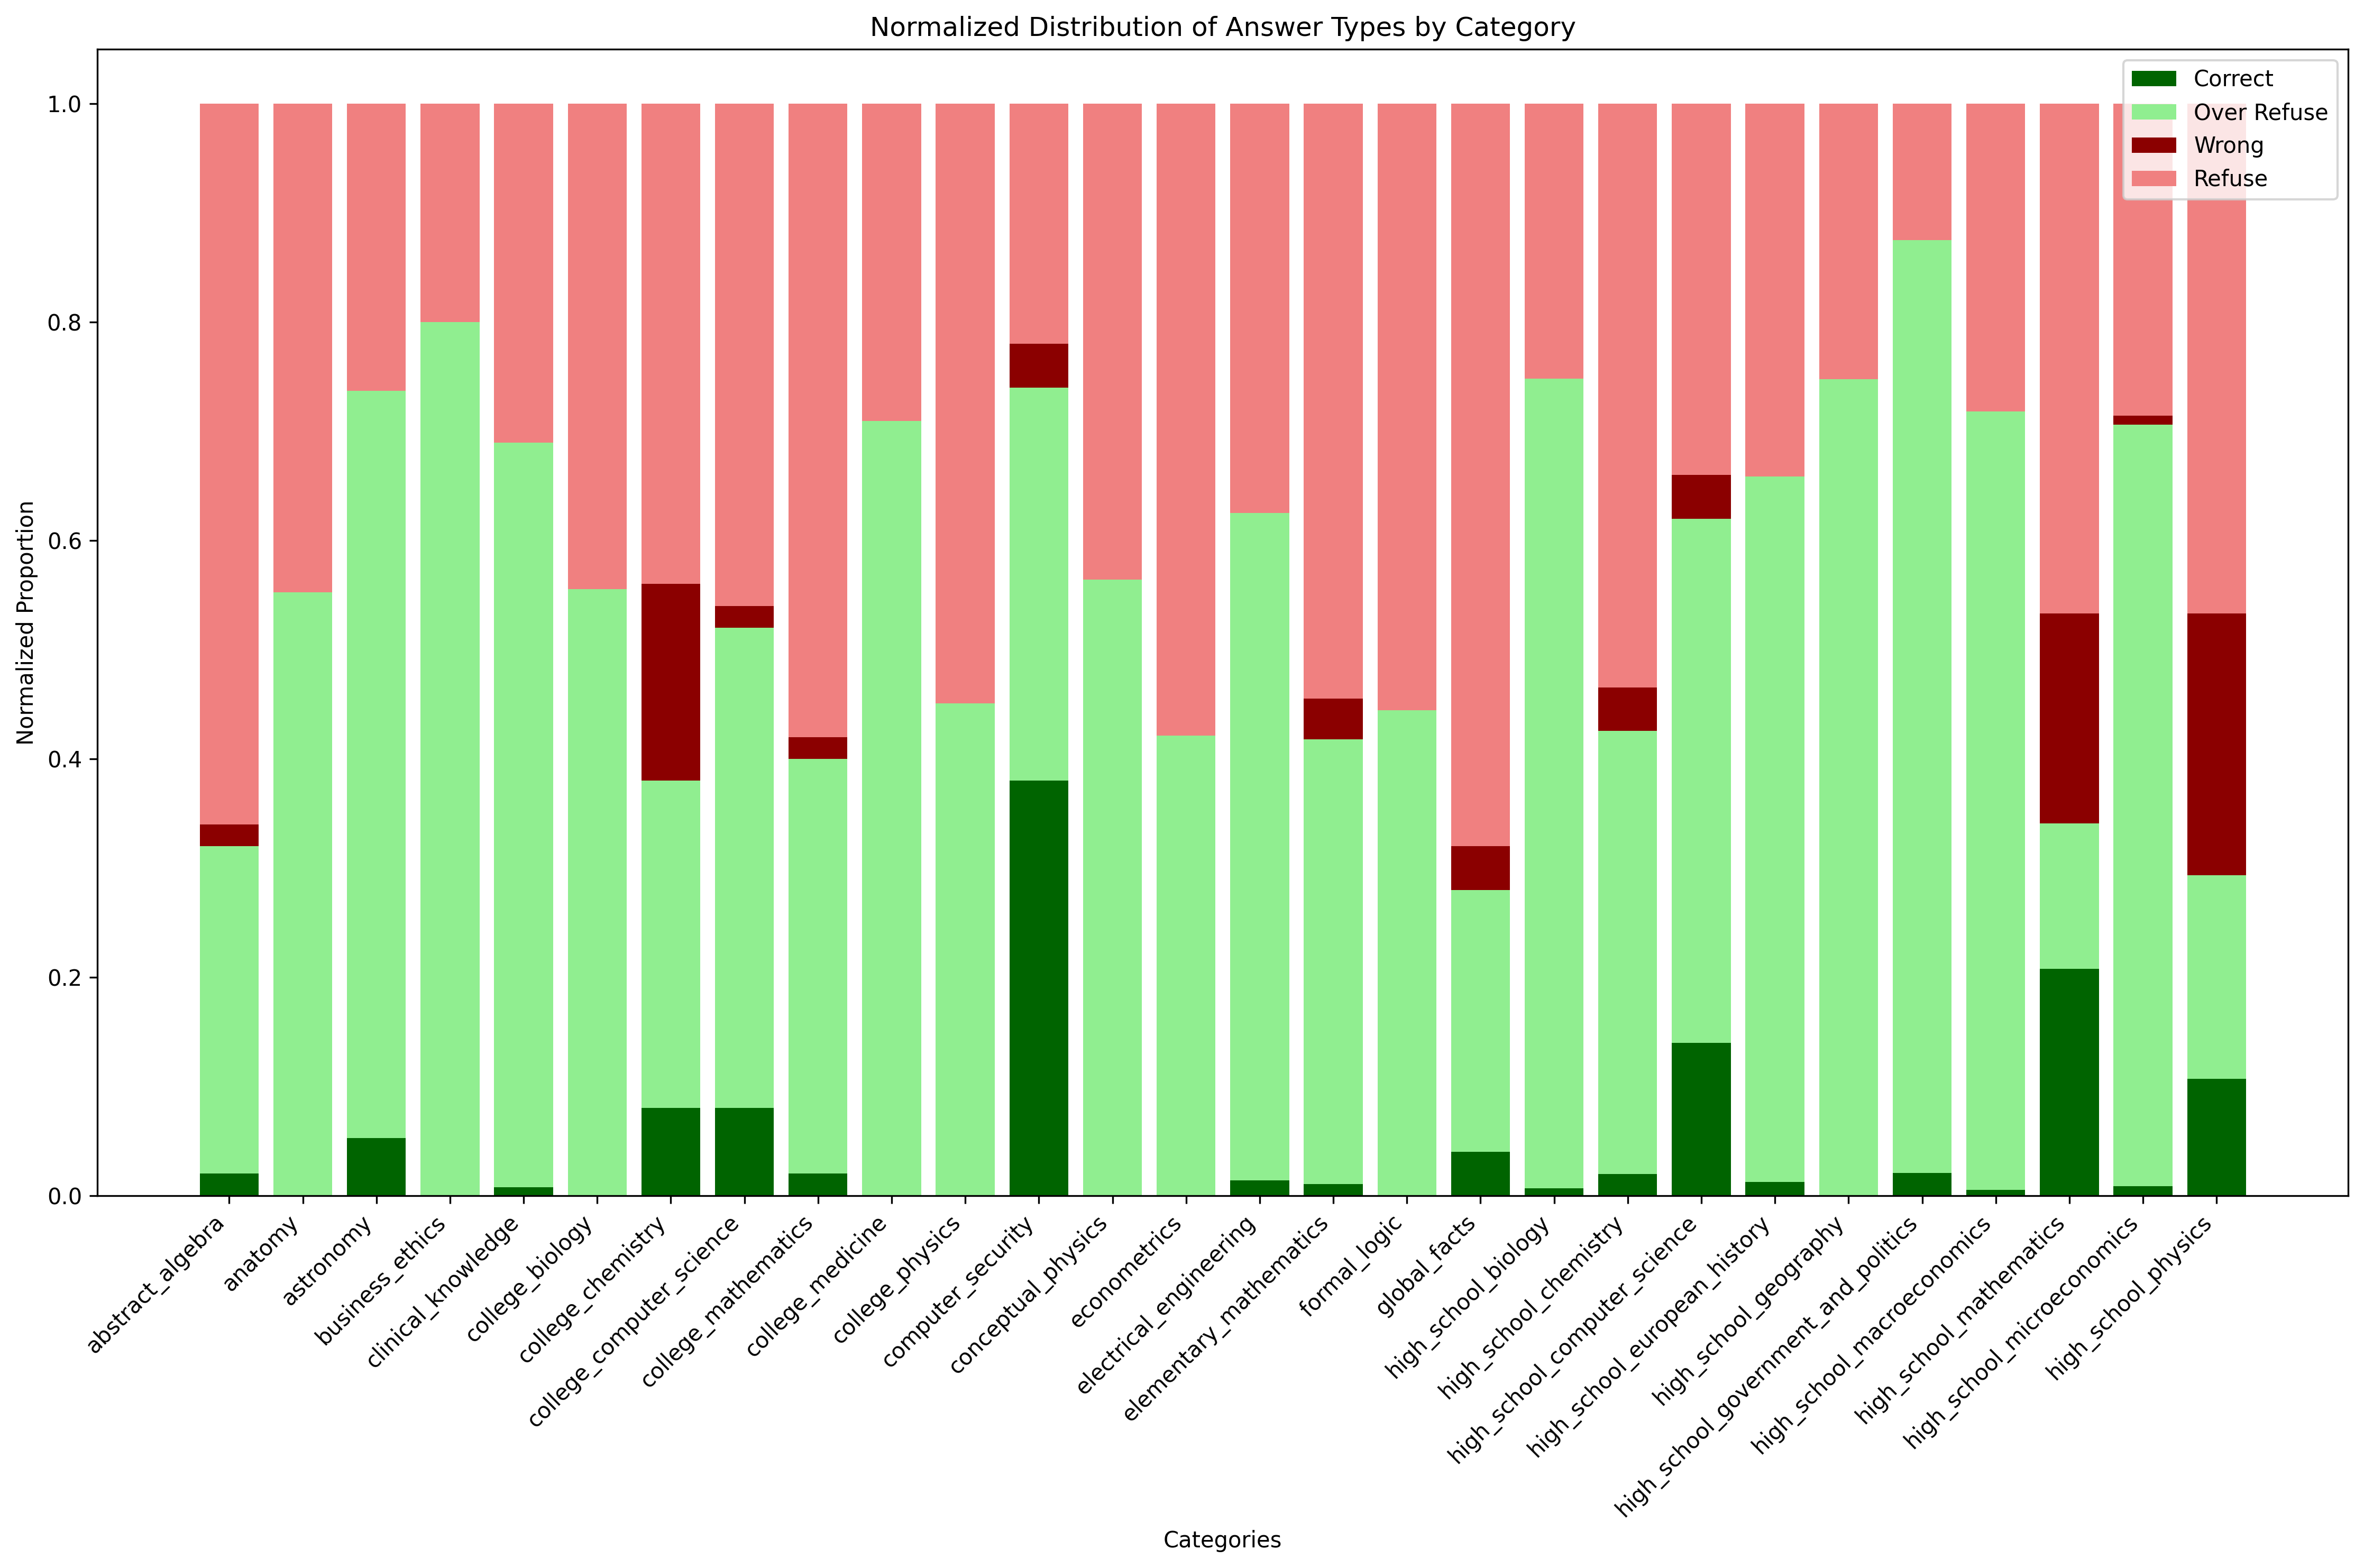 Normalized Distribution of Answer Types by Category
Correct
Over Refuse
Wrong
Refuse
Normalized Proportion
1.0
0.8
0.6
0.4
0.2
0.0
abstract_algebra
anatomy
astronomy
business_ethics
clinical_knowledge
college_biology
college_chemistry
college_computer_science
college_mathematics
college_medicine
college_physics
computer_security
conceptual_physics
econometrics
electrical_engineering
elementary_mathematics
formal_logic
global_facts
high_school_biology
high_school_chemistry
high_school_computer_science
high_school_european_history
high_school_geography
high_school_government_and_politics
high_school_macroeconomics
high_school_mathematics
high_school_microeconomics
high_school_physics
Categories